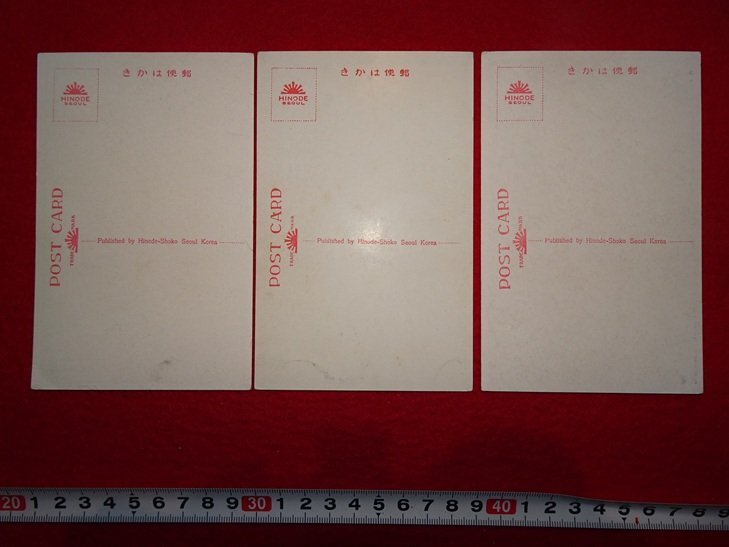 きかは便郵
HINODE
SEOUL
POST CARD
TRADE MARK
Published by Hinode-Shoko Seoul Korea
きかは便郵
HINODE
SEOUL
POST CARD
TRADE MARK
Published by Hinode-Shoko Seoul Korea
きかは便郵
HINODE
SEOUL
POST CARD
TRADE MARK
Published by Hinode-Shoko Seoul Korea
20 1 2 3 4 5 6 7 8 9 30 1 2 3 4 5 6 7 8 9 40 1 2 3 4 5 6 7 8 9